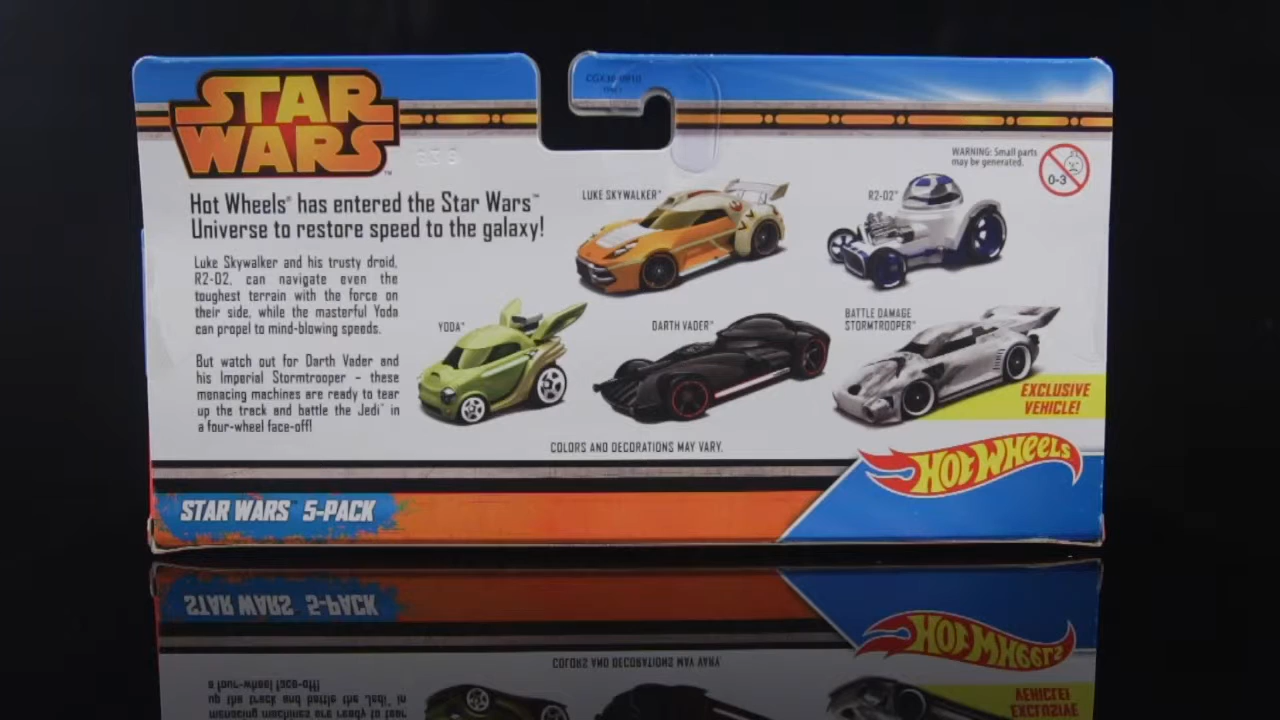 STAR
WARS™
CGX36-0910
Hot Wheels® has entered the Star Wars™
Universe to restore speed to the galaxy!
Luke Skywalker and his trusty droid,
R2-D2, can navigate even the
toughest terrain with the force on
their side, while the masterful Yoda
can propel to mind-blowing speeds.
But watch out for Darth Vader and
his Imperial Stormtrooper – these
menacing machines are ready to tear
up the track and battle the Jedi™ in
a four-wheel face-off!
LUKE SKYWALKER™
R2-D2™
WARNING: Small parts
may be generated.
0-3
YODA™
DARTH VADER™
BATTLE DAMAGE
STORMTROOPER™
EXCLUSIVE
VEHICLE!
COLORS AND DECORATIONS MAY VARY.
HOT WHEELS
STAR WARS™ 5-PACK